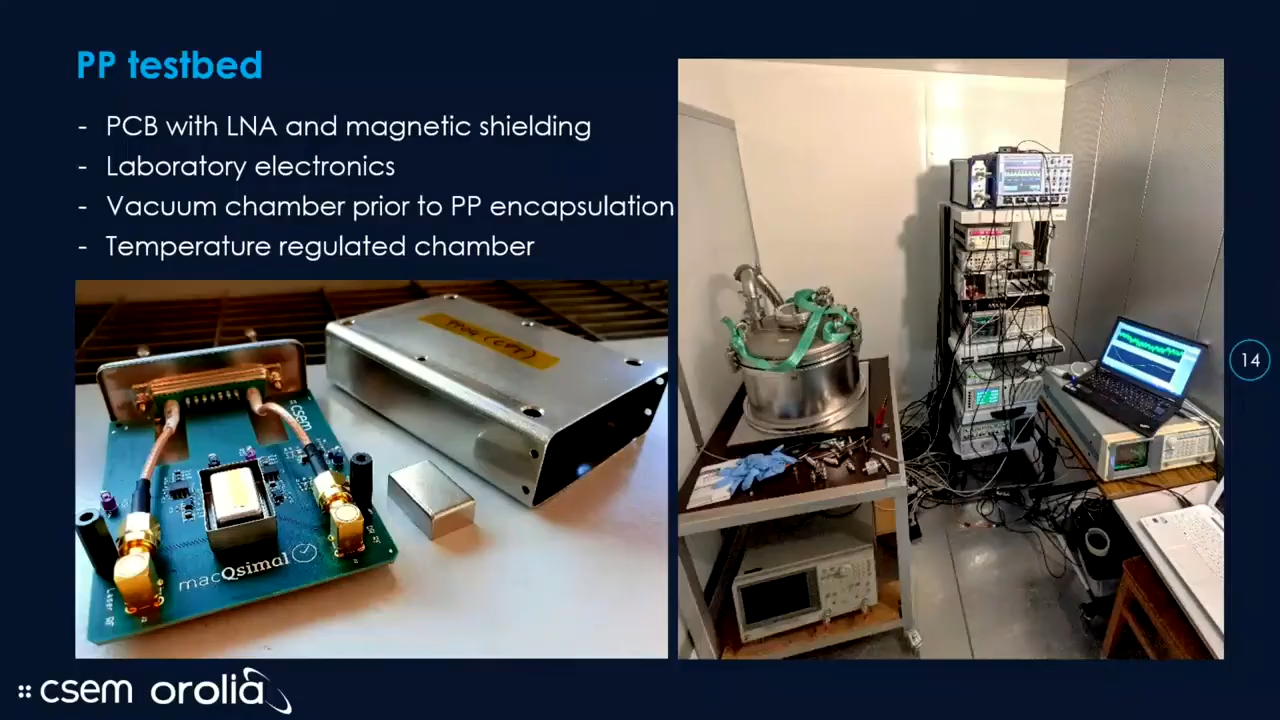 PP testbed
- PCB with LNA and magnetic shielding
- Laboratory electronics
- Vacuum chamber prior to PP encapsulation
- Temperature regulated chamber
14
csem
macQsimal
csem orolia